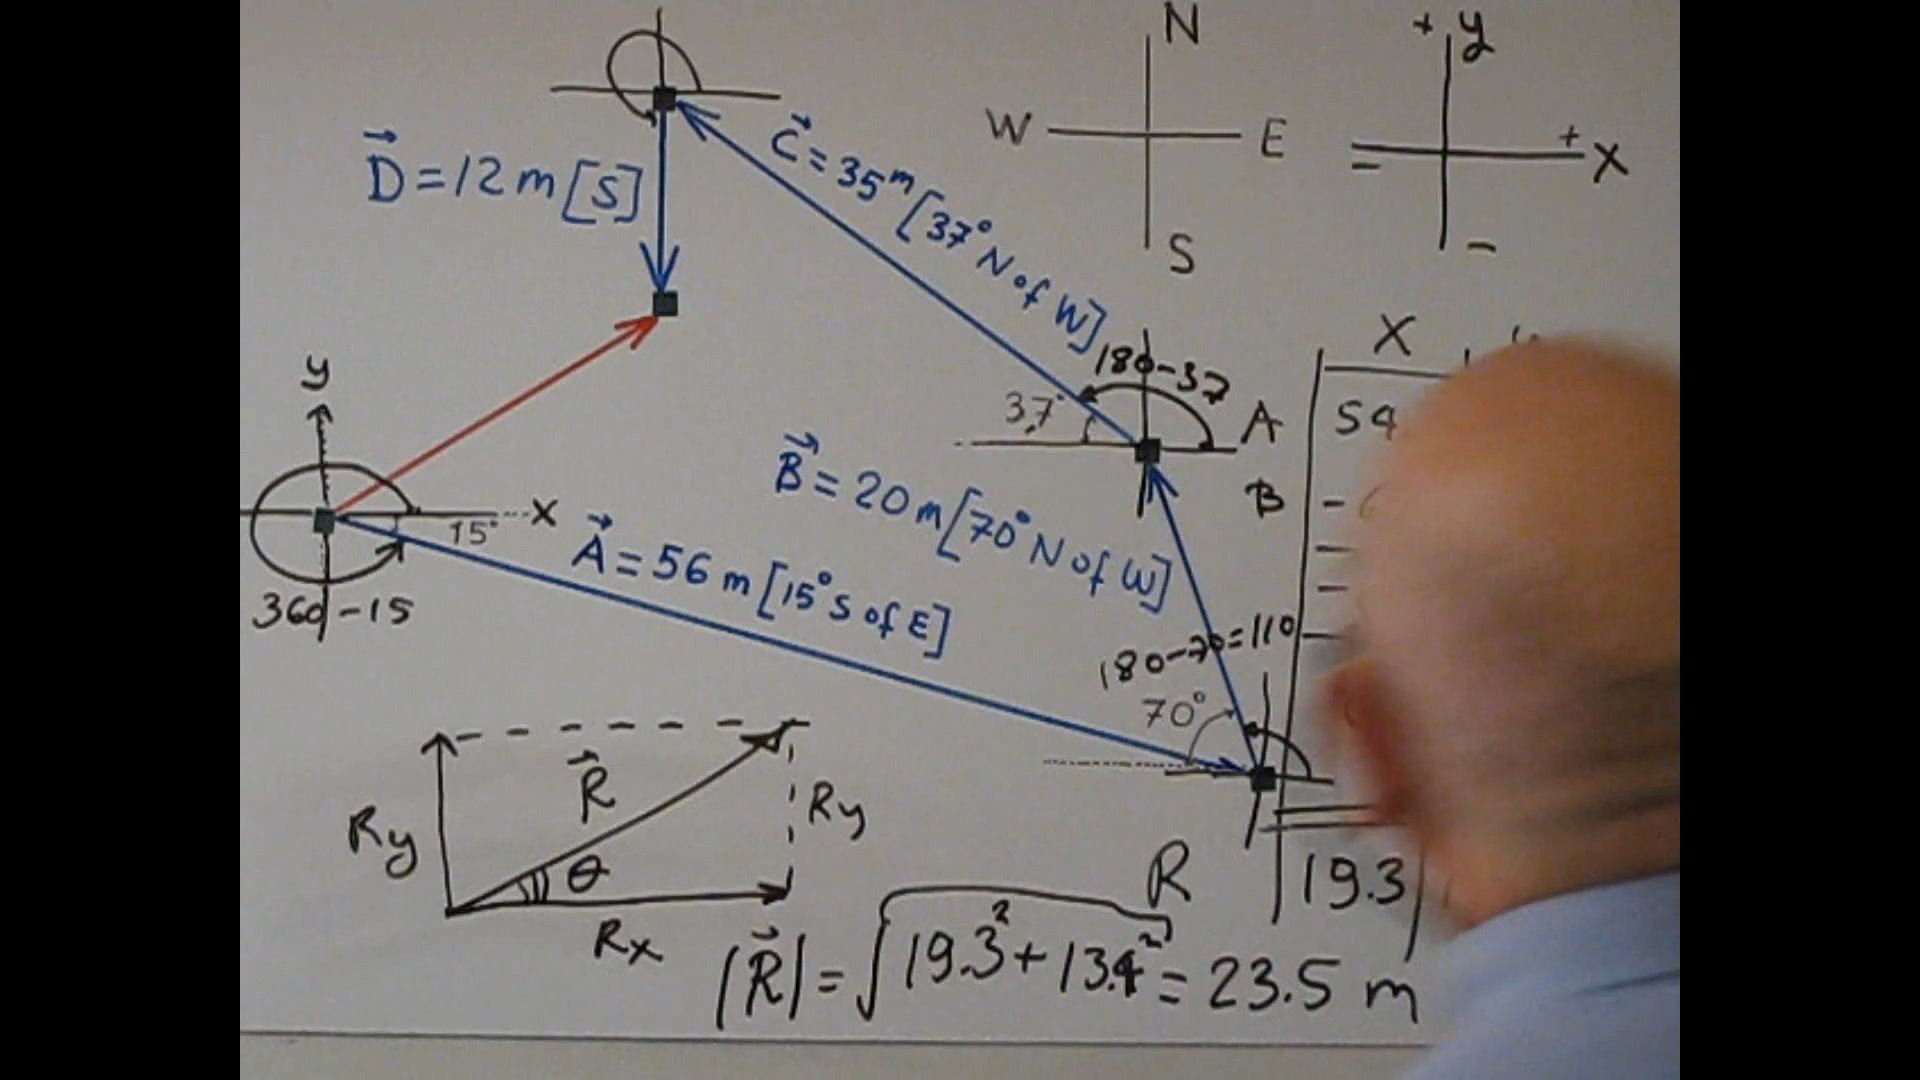 N
+ y
W E
+ X
–
S
–
D⃗ = 12 m [S]
C⃗ = 35 m [37° N of W]
180-37
37°
X
A 54
B -
B⃗ = 20 m [70° N of W]
y
X
15°
A⃗ = 56 m [15° S of E]
360-15
180-70=110
70°
R⃗
Ry
Ry
θ
Rx
R 19.3
|R⃗| = √19.3² + 13.4² = 23.5 m